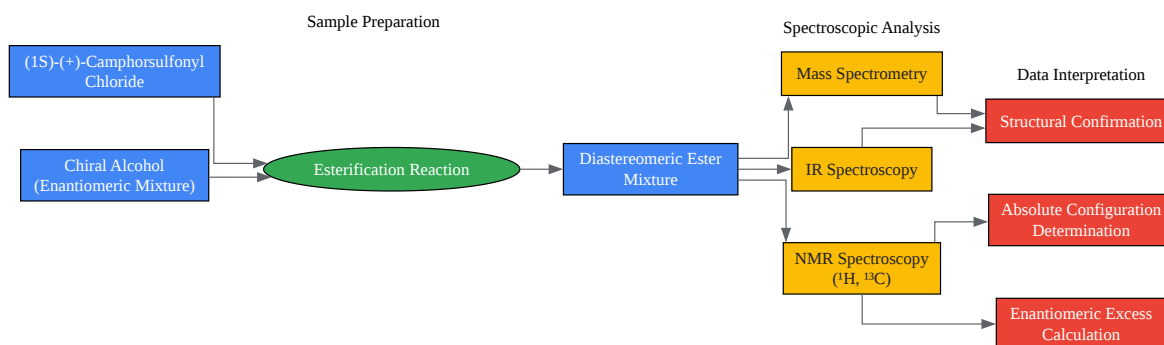 Sample Preparation
(1S)-(+)-Camphorsulfonyl
Chloride
Chiral Alcohol
(Enantiomeric Mixture)
Esterification Reaction
Diastereomeric Ester
Mixture
Spectroscopic Analysis
Mass Spectrometry
IR Spectroscopy
NMR Spectroscopy
(¹H, ¹³C)
Data Interpretation
Structural Confirmation
Absolute Configuration
Determination
Enantiomeric Excess
Calculation